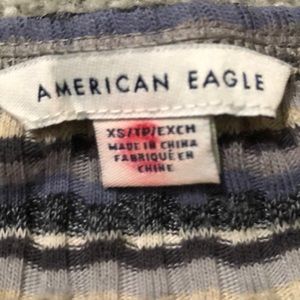 AMERICAN EAGLE
XS/TP/EXCH
MADE IN CHINA
FABRIQUÉ EN
CHINE